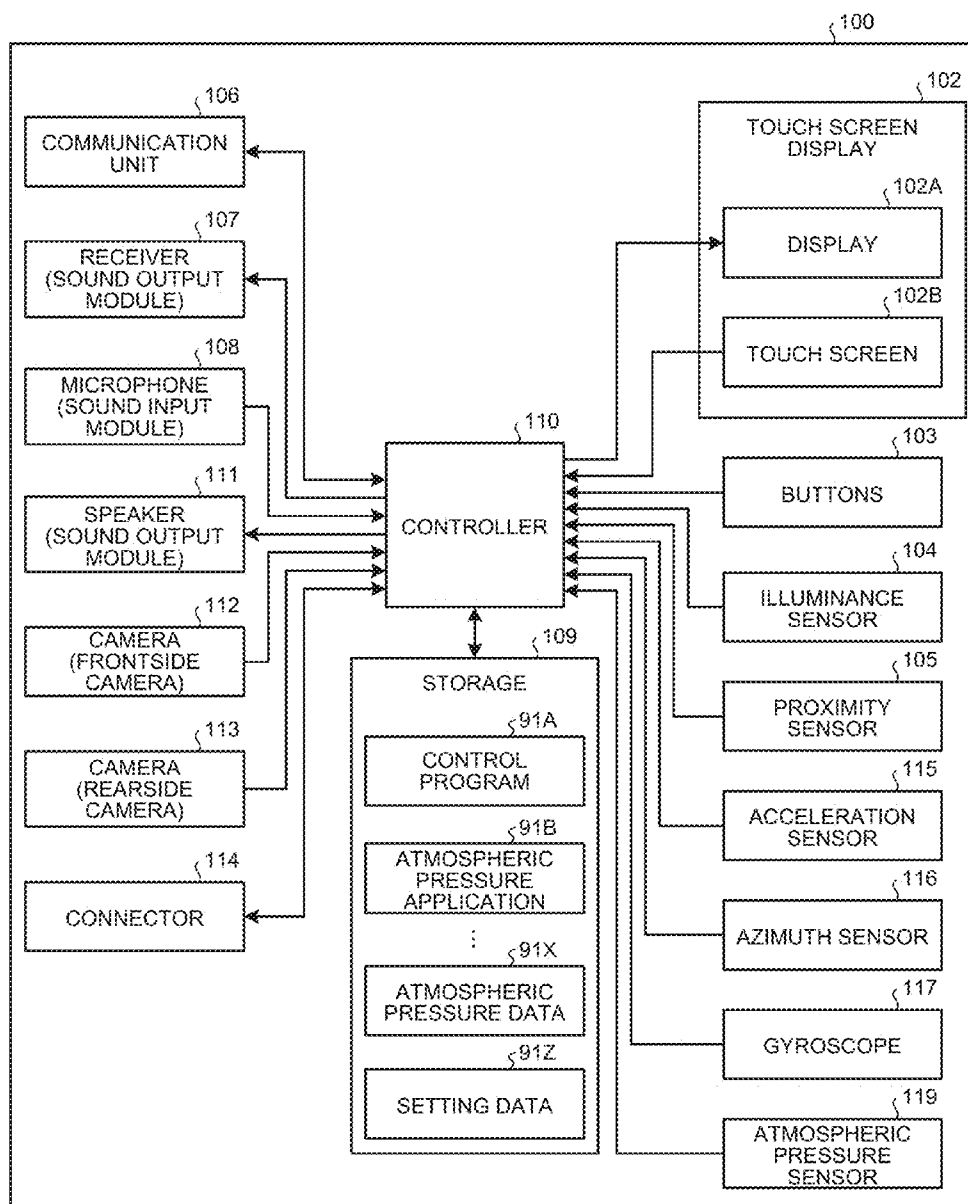 100
106
COMMUNICATION
UNIT
107
RECEIVER
(SOUND OUTPUT
MODULE)
108
MICROPHONE
(SOUND INPUT
MODULE)
111
SPEAKER
(SOUND OUTPUT
MODULE)
112
CAMERA
(FRONTSIDE
CAMERA)
113
CAMERA
(REARSIDE
CAMERA)
114
CONNECTOR
110
CONTROLLER
109
STORAGE
91A
CONTROL
PROGRAM
91B
ATMOSPHERIC
PRESSURE
APPLICATION
⋮
91X
ATMOSPHERIC
PRESSURE DATA
91Z
SETTING DATA
102
TOUCH SCREEN
DISPLAY
102A
DISPLAY
102B
TOUCH SCREEN
103
BUTTONS
104
ILLUMINANCE
SENSOR
105
PROXIMITY
SENSOR
115
ACCELERATION
SENSOR
116
AZIMUTH SENSOR
117
GYROSCOPE
119
ATMOSPHERIC
PRESSURE
SENSOR